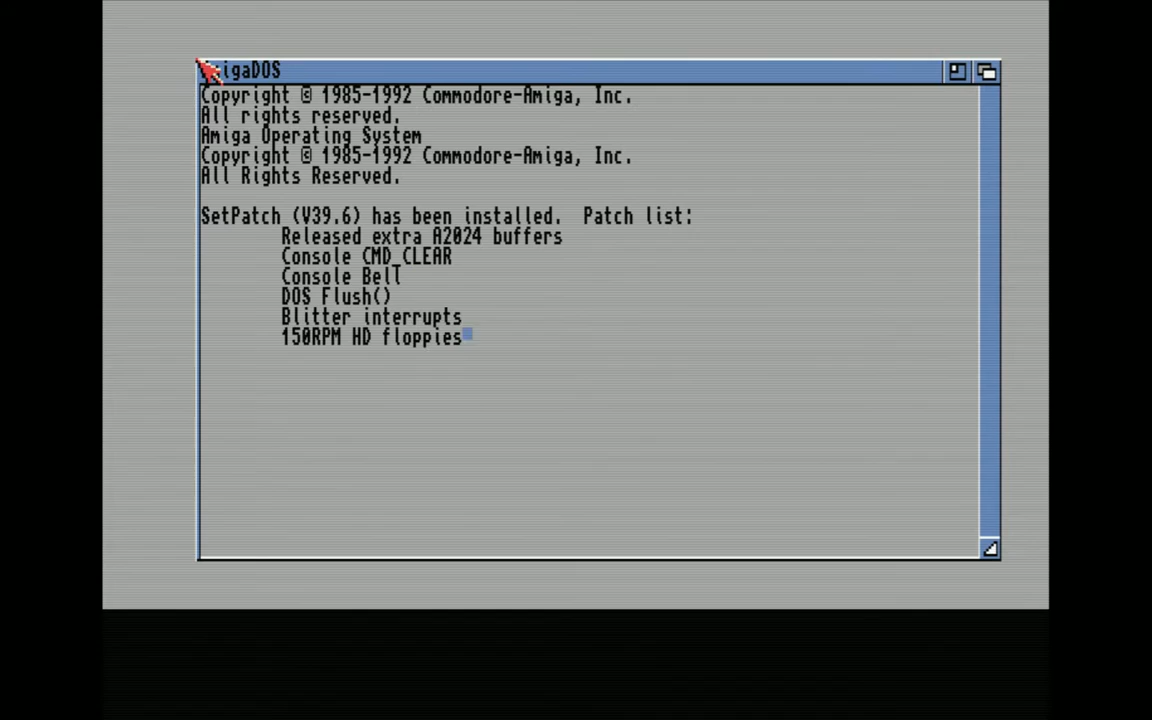 igaDOS
Copyright © 1985-1992 Commodore-Amiga, Inc.
All rights reserved.
Amiga Operating System
Copyright © 1985-1992 Commodore-Amiga, Inc.
All Rights Reserved.
SetPatch (V39.6) has been installed.  Patch list:
Released extra A2024 buffers
Console CMD_CLEAR
Console Bell
DOS Flush()
Blitter interrupts
150RPM HD floppies